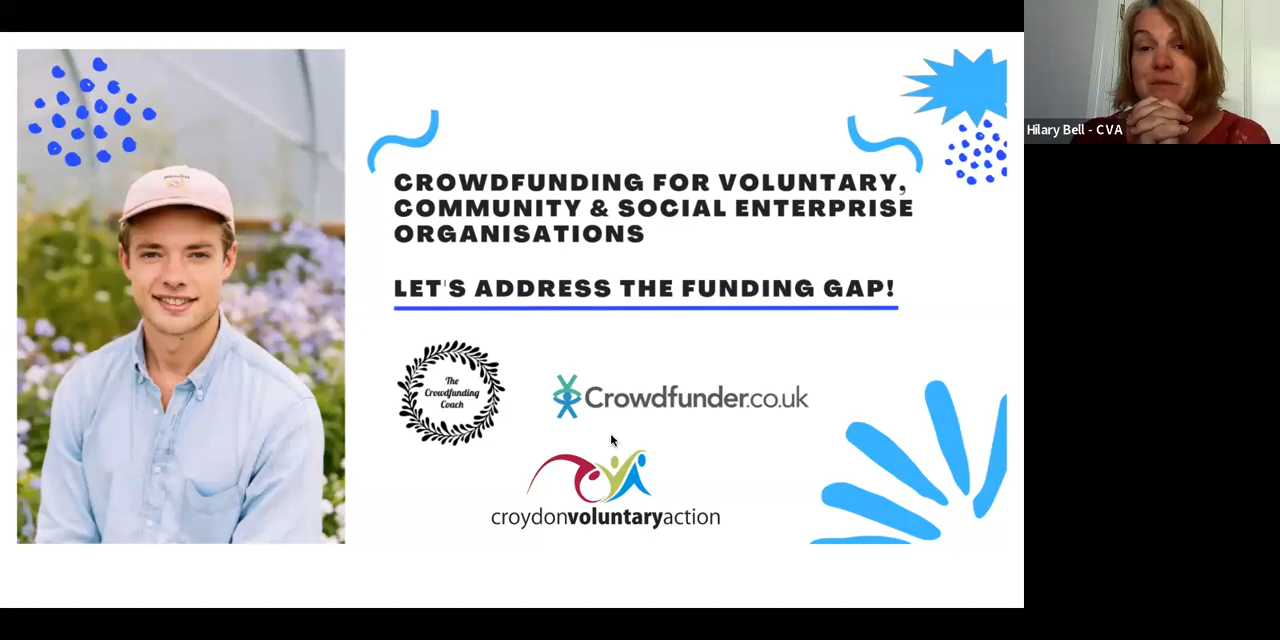 CROWDFUNDING FOR VOLUNTARY,
COMMUNITY & SOCIAL ENTERPRISE
ORGANISATIONS
LET'S ADDRESS THE FUNDING GAP!
The
Crowdfunding
Coach
Crowdfunder.co.uk
croydonvoluntaryaction
Hilary Bell - CVA